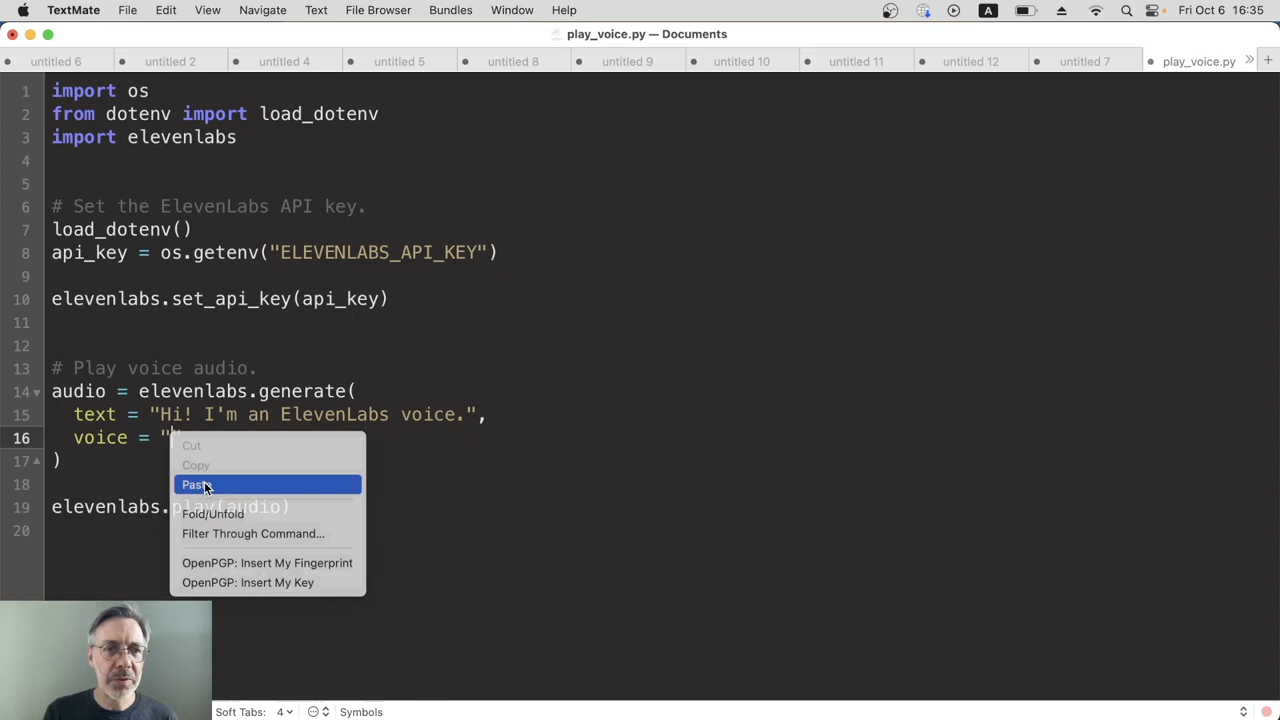 TextMate File Edit View Navigate Text File Browser Bundles Window Help A Fri Oct 6 16:35
play_voice.py — Documents
untitled 6 untitled 2 untitled 4 untitled 5 untitled 8 untitled 9 untitled 10 untitled 11 untitled 12 untitled 7 play_voice.py » +
1 import os
2 from dotenv import load_dotenv
3 import elevenlabs
4
5
6 # Set the ElevenLabs API key.
7 load_dotenv()
8 api_key = os.getenv("ELEVENLABS_API_KEY")
9
10 elevenlabs.set_api_key(api_key)
11
12
13 # Play voice audio.
14 audio = elevenlabs.generate(
15 text = "Hi! I'm an ElevenLabs voice.",
16 voice = ""
17 )
18
19 elevenlabs.play(audio)
20
Cut
Copy
Paste
Fold/Unfold
Filter Through Command...
OpenPGP: Insert My Fingerprint
OpenPGP: Insert My Key
Soft Tabs: 4 Symbols